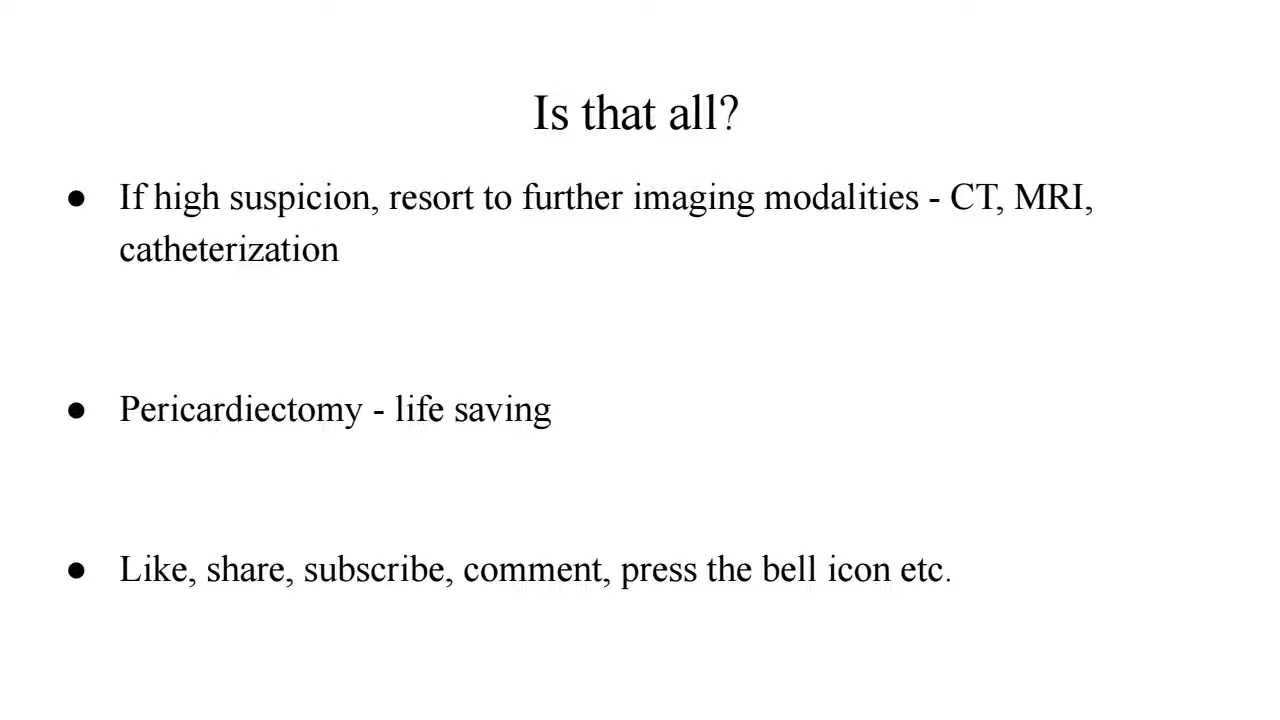 Is that all?
● If high suspicion, resort to further imaging modalities - CT, MRI,
catheterization
● Pericardiectomy - life saving
● Like, share, subscribe, comment, press the bell icon etc.